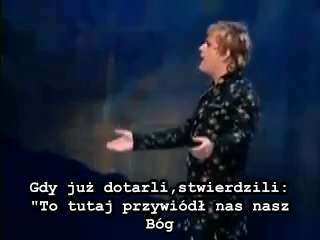 Gdy już dotarli,stwierdzili:
"To tutaj przywiódł nas nasz
Bóg